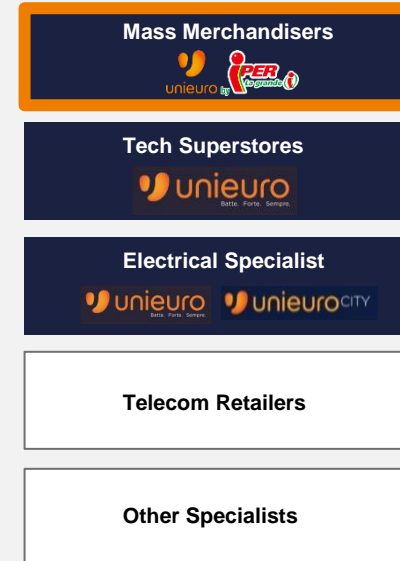 Mass Merchandisers
unieuro by IPER La grande i
Tech Superstores
unieuro
Batte. Forte. Sempre.
Electrical Specialist
unieuro unieuro CITY
Batte. Forte. Sempre.
Telecom Retailers
Other Specialists